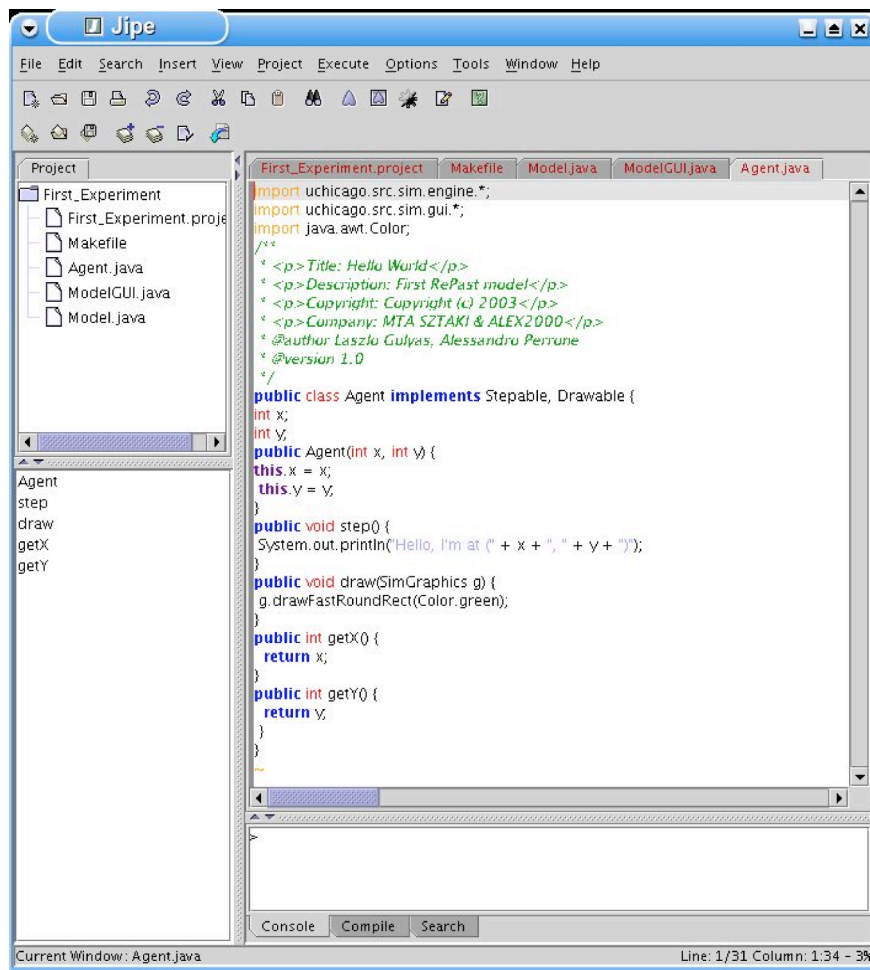 Jipe
File Edit Search Insert View Project Execute Options Tools Window Help
Project
First_Experiment
First_Experiment.proje
Makefile
Agent.java
ModelGUI.java
Model.java
Agent
step
draw
getX
getY
First_Experiment.project Makefile Model.java ModelGUI.java Agent.java
import uchicago.src.sim.engine.*;
import uchicago.src.sim.gui.*;
import java.awt.Color;
/**
* <p>Title: Hello World</p>
* <p>Description: First RePast model</p>
* <p>Copyright: Copyright (c) 2003</p>
* <p>Company: MTA SZTAKI & ALEX2000</p>
* @author Laszlo Gulyas, Alessandro Perrone
* @version 1.0
*/
public class Agent implements Stepable, Drawable {
int x;
int y;
public Agent(int x, int y) {
this.x = x;
this.y = y;
}
public void step() {
System.out.println("Hello, I'm at (" + x + ", " + y + ")");
}
public void draw(SimGraphics g) {
g.drawFastRoundRect(Color.green);
}
public int getX() {
return x;
}
public int getY() {
return y;
}
}
~
>
Console Compile Search
Current Window: Agent.java Line: 1/31 Column: 1:34 - 3%